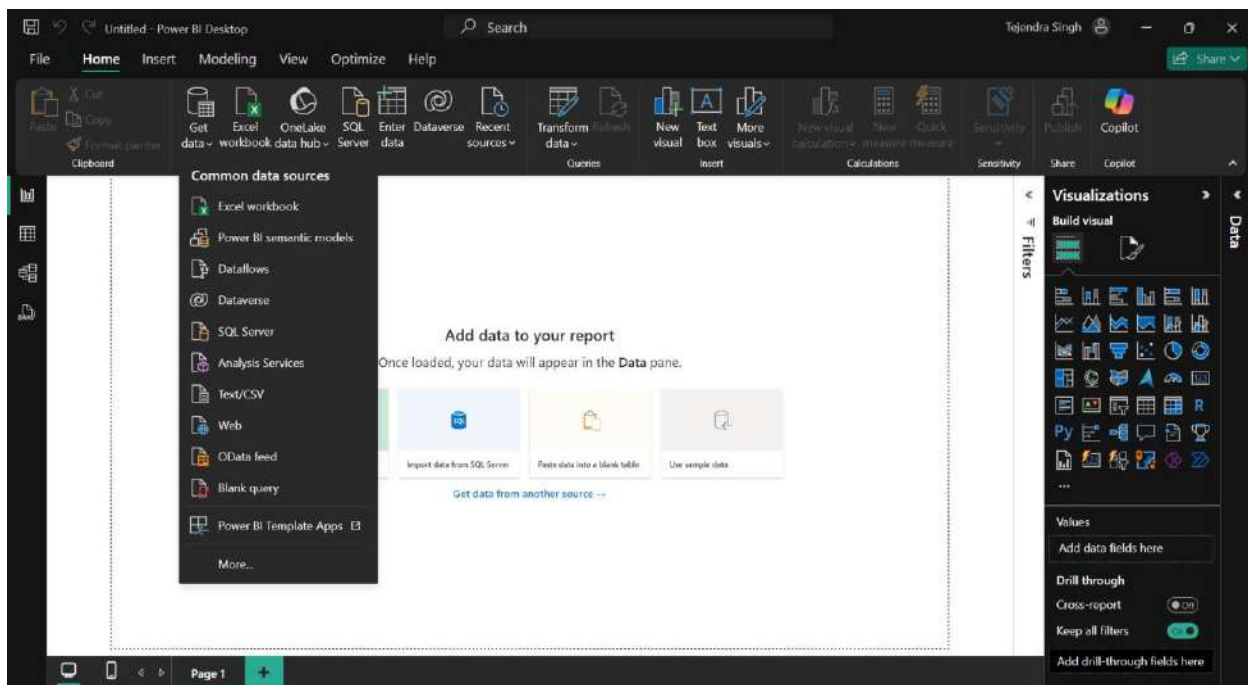 Untitled - Power BI Desktop
Search
Tejendra Singh
File Home Insert Modeling View Optimize Help
Share
Paste
Cut
Copy
Format painter
Clipboard
Get data
Excel workbook
OneLake data hub
SQL Server
Enter data
Dataverse
Recent sources
Transform data
Refresh
Queries
New visual
Text box
More visuals
Insert
New visual calculation
New measure
Quick measure
Calculations
Sensitivity
Sensitivity
Publish
Share
Copilot
Copilot
Common data sources
Excel workbook
Power BI semantic models
Dataflows
Dataverse
SQL Server
Analysis Services
Text/CSV
Web
OData feed
Blank query
Power BI Template Apps
More...
Add data to your report
Once loaded, your data will appear in the Data pane.
Import data from SQL Server
Paste data into a blank table
Use sample data
Get data from another source →
Filters
Visualizations
Build visual
Data
R
Py
...
Values
Add data fields here
Drill through
Cross-report
Off
Keep all filters
On
Add drill-through fields here
Page 1